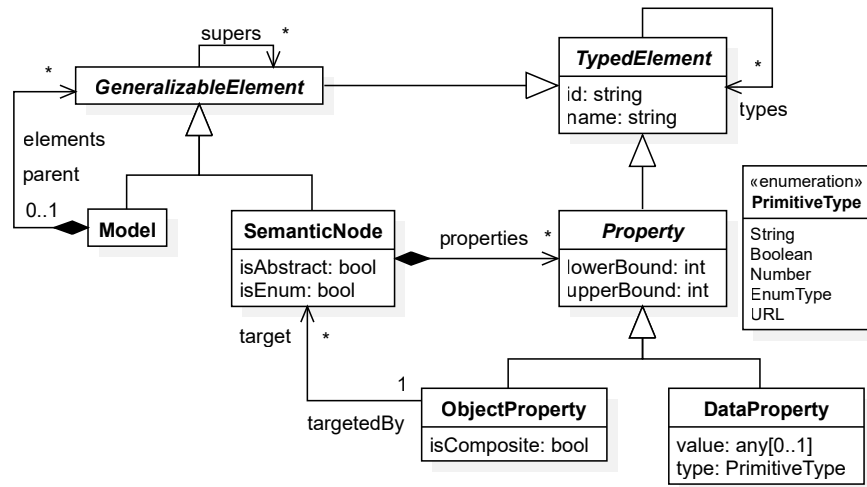 supers
*
GeneralizableElement
*
elements
parent
0..1
Model
TypedElement
id: string
name: string
*
types
SemanticNode
isAbstract: bool
isEnum: bool
properties
*
Property
lowerBound: int
upperBound: int
«enumeration»
PrimitiveType
String
Boolean
Number
EnumType
URL
target
*
1
targetedBy
ObjectProperty
isComposite: bool
DataProperty
value: any[0..1]
type: PrimitiveType